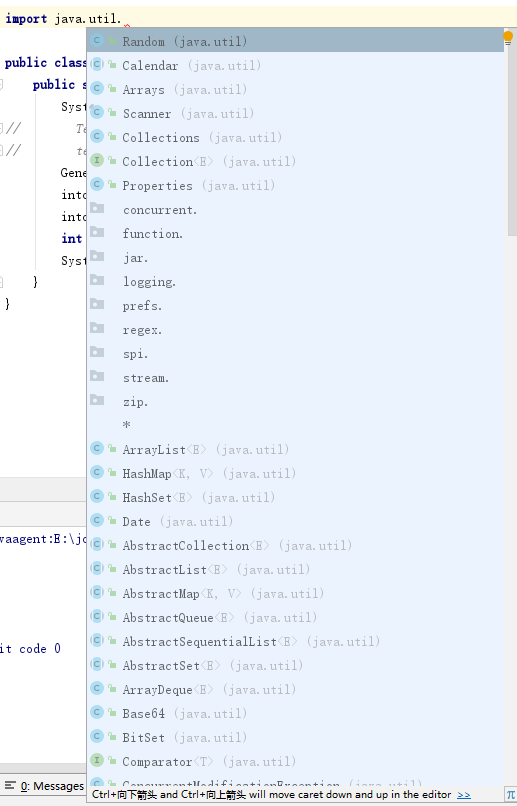 import java.util.
Random (java.util)
public class
Calendar (java.util)
public s
Arrays (java.util)
Syst
Scanner (java.util)
// Te
Collections (java.util)
// te
Collection<E> (java.util)
Gene
Properties (java.util)
into
concurrent.
into
function.
int
jar.
Syst
logging.
}
prefs.
}
regex.
spi.
stream.
zip.
*
ArrayList<E> (java.util)
HashMap<K, V> (java.util)
HashSet<E> (java.util)
Date (java.util)
vaagent:E:\jo
AbstractCollection<E> (java.util)
AbstractList<E> (java.util)
AbstractMap<K, V> (java.util)
AbstractQueue<E> (java.util)
it code 0
AbstractSequentialList<E> (java.util)
AbstractSet<E> (java.util)
ArrayDeque<E> (java.util)
Base64 (java.util)
BitSet (java.util)
Comparator<T> (java.util)
ConcurrentModificationException (java.util)
0: Messages
Ctrl+向下箭头 and Ctrl+向上箭头 will move caret down and up in the editor >>
π